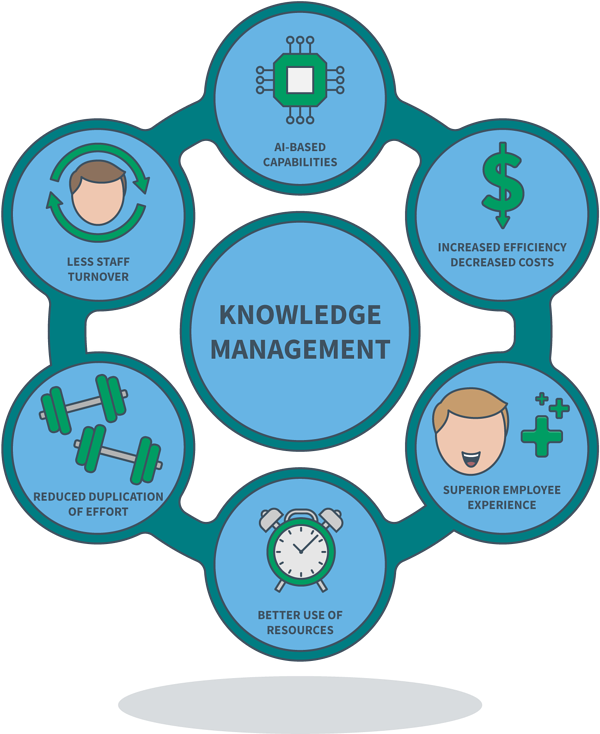 AI-BASED
CAPABILITIES
INCREASED EFFICIENCY
DECREASED COSTS
LESS STAFF
TURNOVER
KNOWLEDGE
MANAGEMENT
REDUCED DUPLICATION
OF EFFORT
SUPERIOR EMPLOYEE
EXPERIENCE
BETTER USE OF
RESOURCES